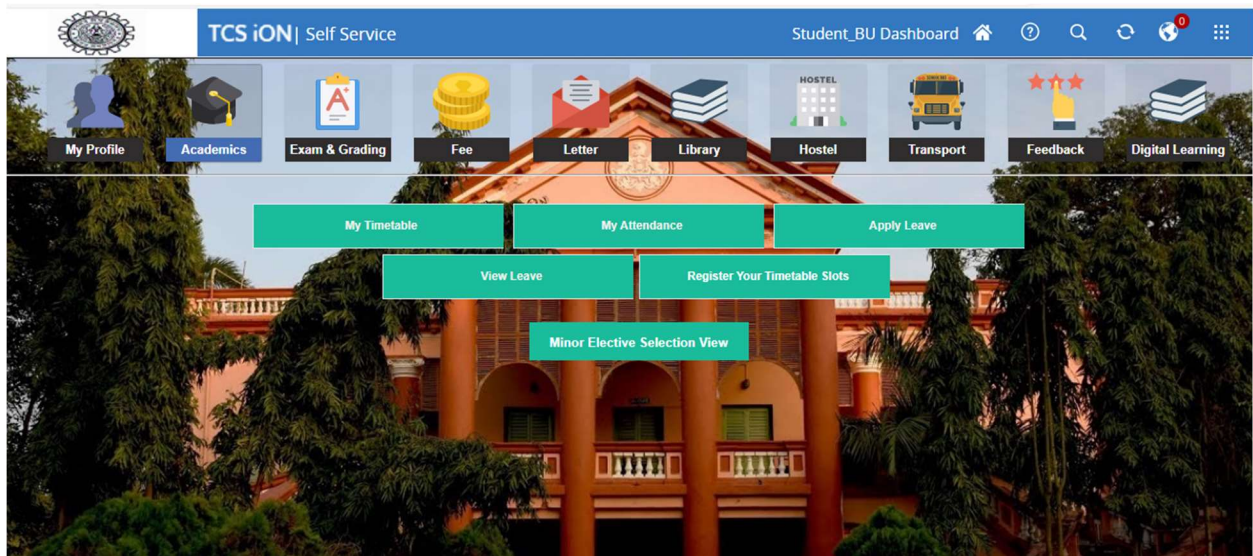 TCS iON | Self Service
Student_BU Dashboard
0
A+
HOSTEL
My Profile
Academics
Exam & Grading
Fee
Letter
Library
Hostel
Transport
Feedback
Digital Learning
My Timetable
My Attendance
Apply Leave
View Leave
Register Your Timetable Slots
Minor Elective Selection View